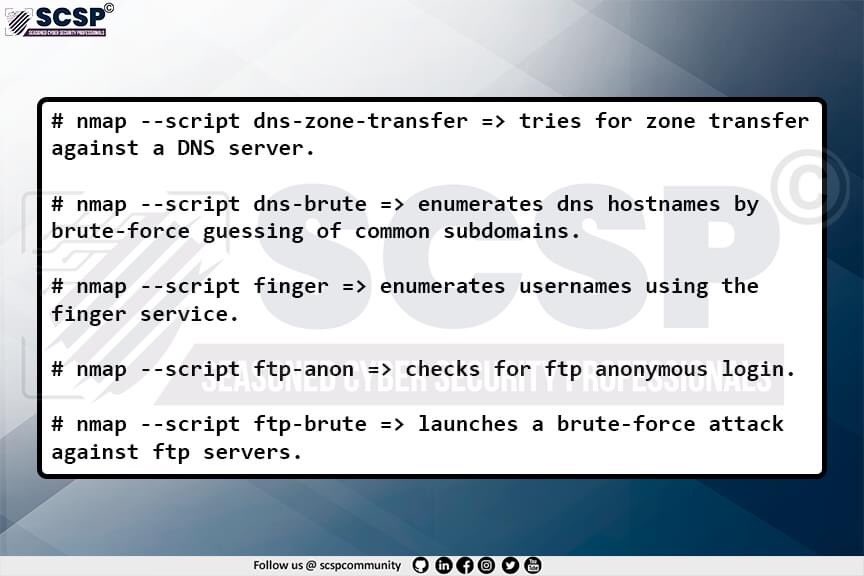 SCSP©
SEASONED CYBER SECURITY PROFESSIONALS
# nmap --script dns-zone-transfer => tries for zone transfer
against a DNS server.
# nmap --script dns-brute => enumerates dns hostnames by
brute-force guessing of common subdomains.
# nmap --script finger => enumerates usernames using the
finger service.
# nmap --script ftp-anon => checks for ftp anonymous login.
# nmap --script ftp-brute => launches a brute-force attack
against ftp servers.
SCSP©
SEASONED CYBER SECURITY PROFESSIONALS
Follow us @ scspcommunity